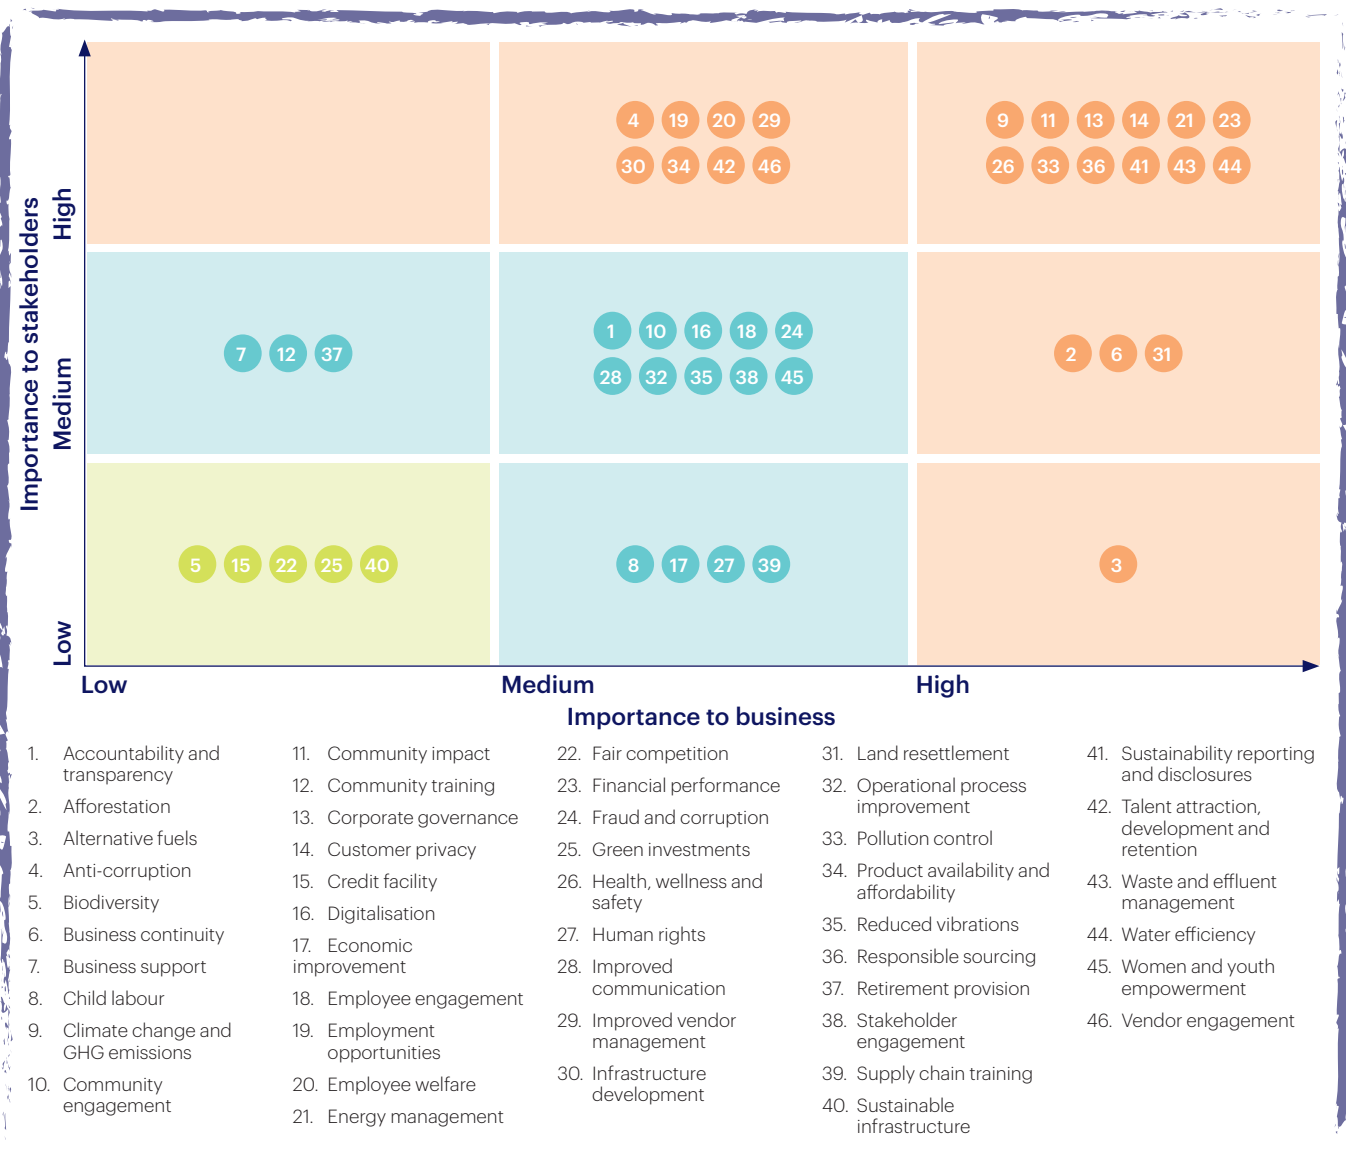 Importance to stakeholders
High
Medium
Low
4 19 20 29
30 34 42 46
9 11 13 14 21 23
26 33 36 41 43 44
7 12 37
1 10 16 18 24
28 32 35 38 45
2 6 31
5 15 22 25 40
8 17 27 39
3
Low Medium High
Importance to business
1. Accountability and
transparency
2. Afforestation
3. Alternative fuels
4. Anti-corruption
5. Biodiversity
6. Business continuity
7. Business support
8. Child labour
9. Climate change and
GHG emissions
10. Community
engagement
11. Community impact
12. Community training
13. Corporate governance
14. Customer privacy
15. Credit facility
16. Digitalisation
17. Economic
improvement
18. Employee engagement
19. Employment
opportunities
20. Employee welfare
21. Energy management
22. Fair competition
23. Financial performance
24. Fraud and corruption
25. Green investments
26. Health, wellness and
safety
27. Human rights
28. Improved
communication
29. Improved vendor
management
30. Infrastructure
development
31. Land resettlement
32. Operational process
improvement
33. Pollution control
34. Product availability and
affordability
35. Reduced vibrations
36. Responsible sourcing
37. Retirement provision
38. Stakeholder
engagement
39. Supply chain training
40. Sustainable
infrastructure
41. Sustainability reporting
and disclosures
42. Talent attraction,
development and
retention
43. Waste and effluent
management
44. Water efficiency
45. Women and youth
empowerment
46. Vendor engagement